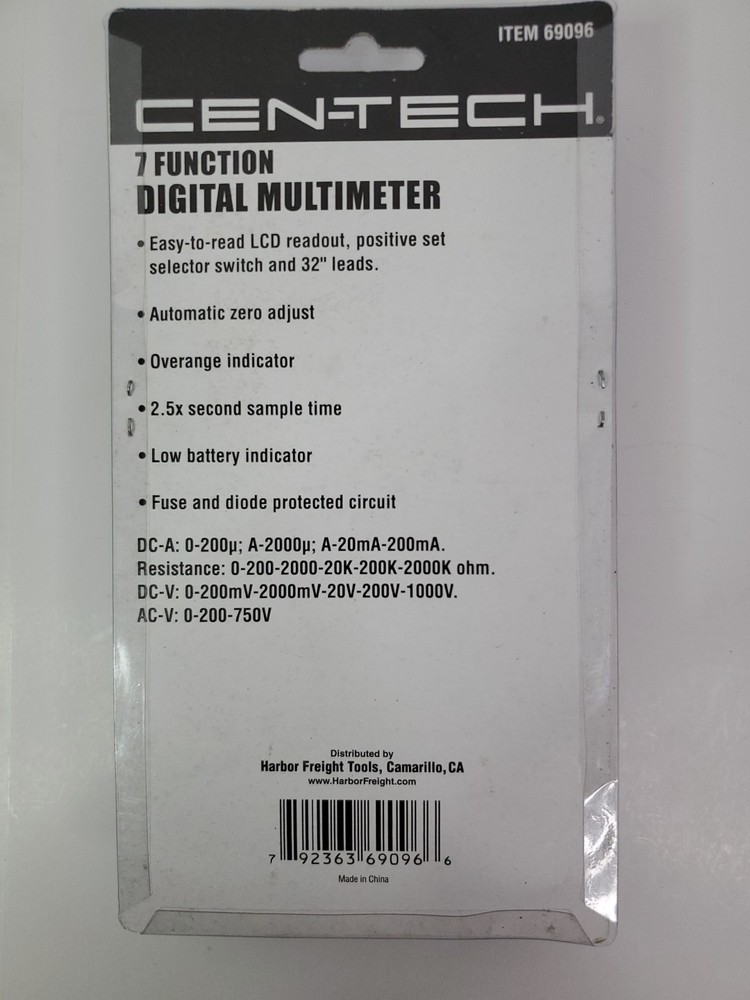 ITEM 69096
CEN-TECH®
7 FUNCTION
DIGITAL MULTIMETER
• Easy-to-read LCD readout, positive set
selector switch and 32" leads.
• Automatic zero adjust
• Overange indicator
• 2.5x second sample time
• Low battery indicator
• Fuse and diode protected circuit
DC-A: 0-200µ; A-2000µ; A-20mA-200mA.
Resistance: 0-200-2000-20K-200K-2000K ohm.
DC-V: 0-200mV-2000mV-20V-200V-1000V.
AC-V: 0-200-750V
Distributed by
Harbor Freight Tools, Camarillo, CA
www.HarborFreight.com
7 92363 69096 6
Made in China